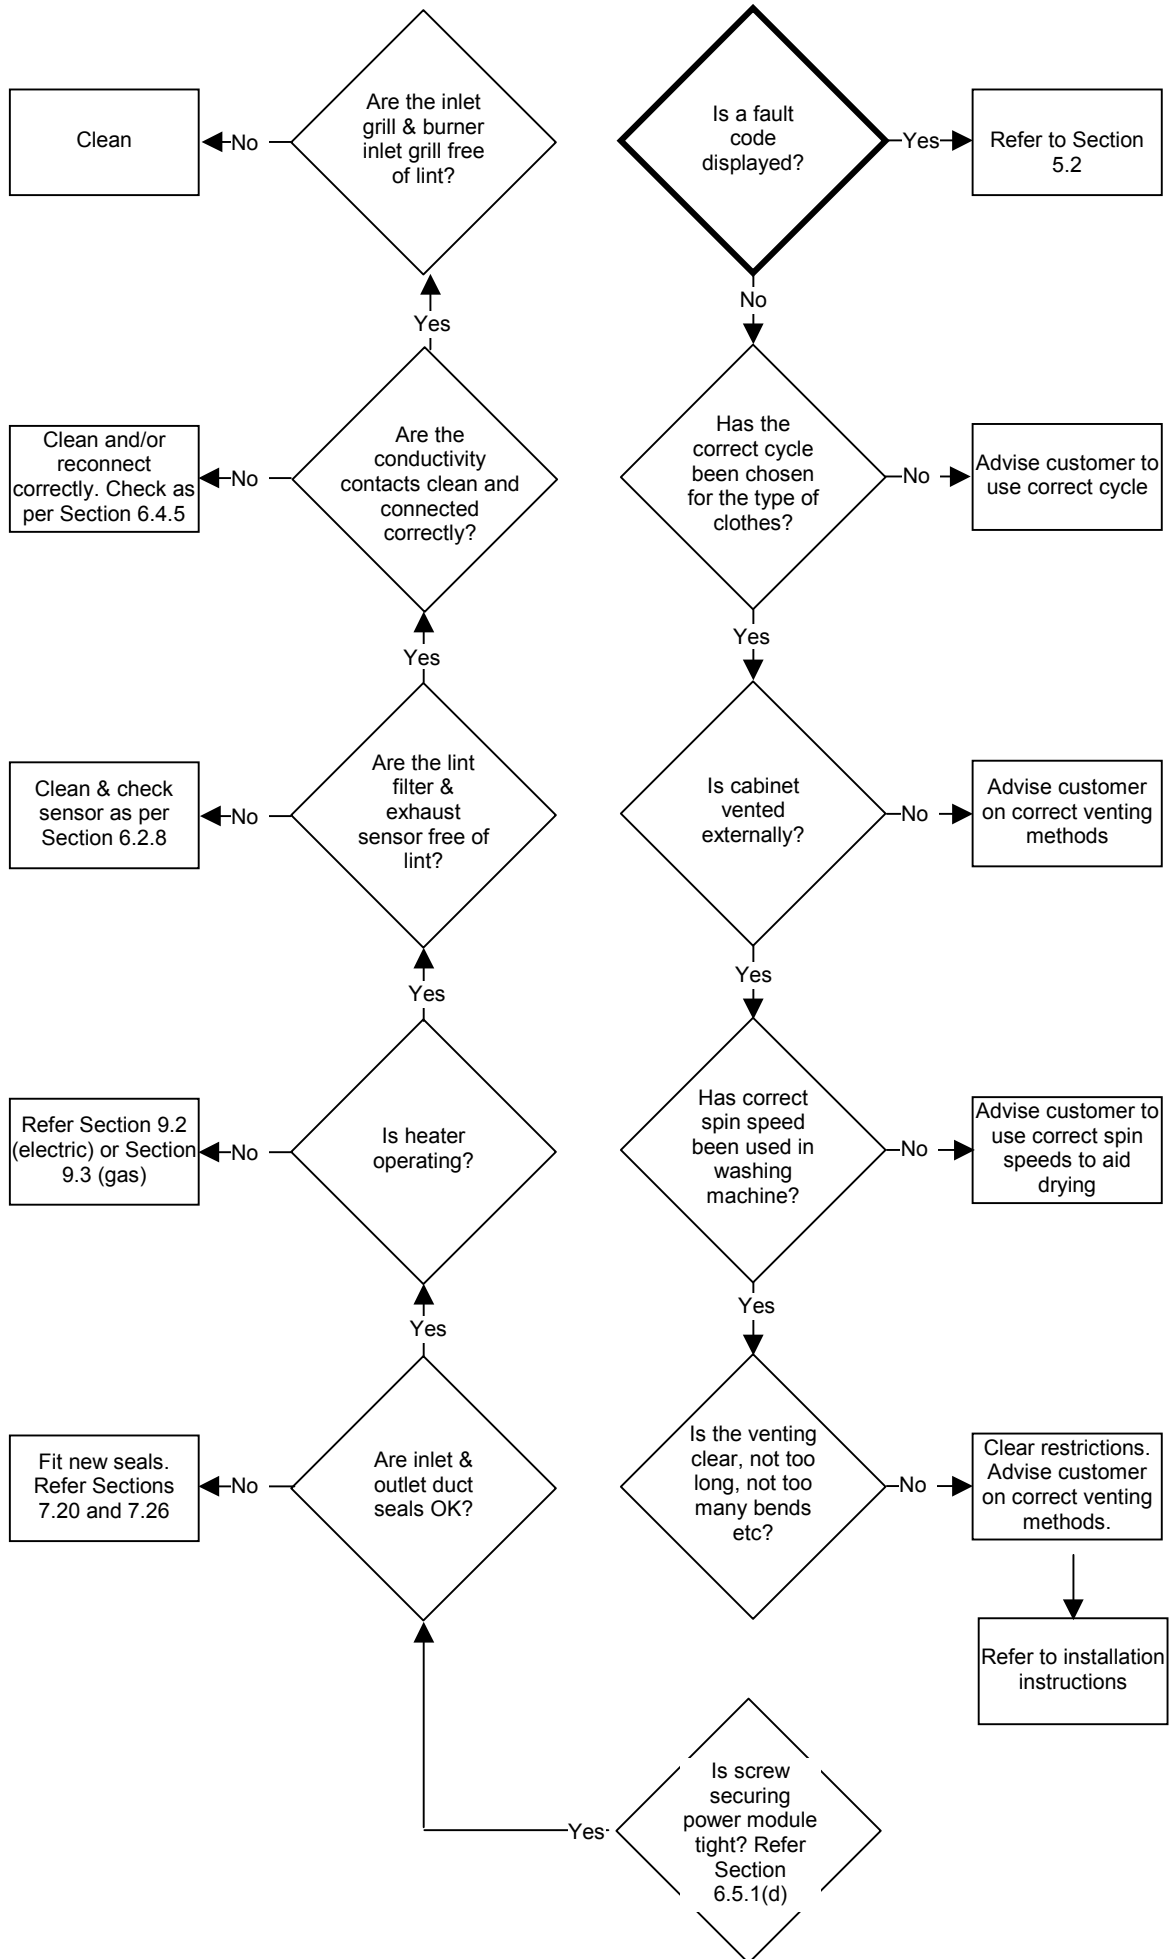 Clean
No
Are the inlet
grill & burner
inlet grill free
of lint?
Is a fault
code
displayed?
Yes
Refer to Section
5.2
Yes
No
Clean and/or
reconnect
correctly. Check as
per Section 6.4.5
No
Are the
conductivity
contacts clean and
connected
correctly?
Has the
correct cycle
been chosen
for the type of
clothes?
No
Advise customer to
use correct cycle
Yes
Yes
Clean & check
sensor as per
Section 6.2.8
No
Are the lint
filter &
exhaust
sensor free of
lint?
Is cabinet
vented
externally?
No
Advise customer
on correct venting
methods
Yes
Yes
Refer Section 9.2
(electric) or Section
9.3 (gas)
No
Is heater
operating?
Has correct
spin speed
been used in
washing
machine?
No
Advise customer to
use correct spin
speeds to aid
drying
Yes
Yes
Fit new seals.
Refer Sections
7.20 and 7.26
No
Are inlet &
outlet duct
seals OK?
Is the venting
clear, not too
long, not too
many bends
etc?
No
Clear restrictions.
Advise customer
on correct venting
methods.
Refer to installation
instructions
Yes
Is screw
securing
power module
tight? Refer
Section
6.5.1(d)